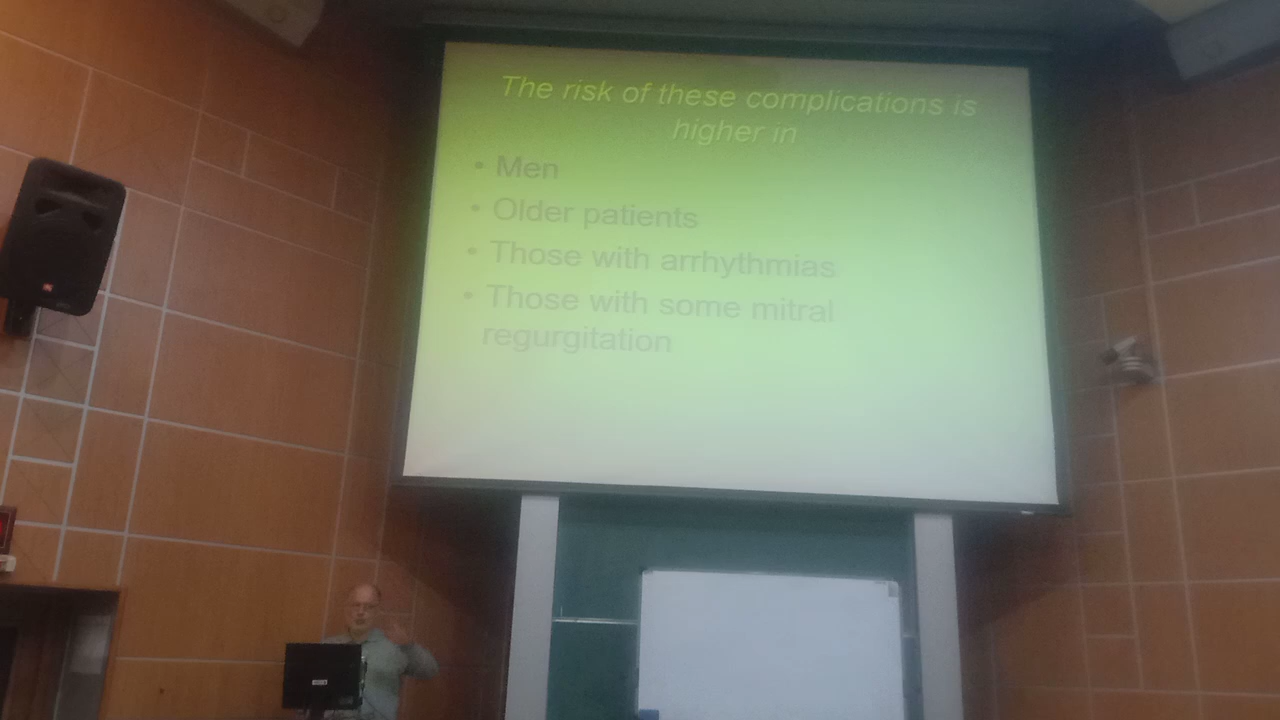 The risk of these complications is
higher in
• Men
• Older patients
• Those with arrhythmias
• Those with some mitral
regurgitation